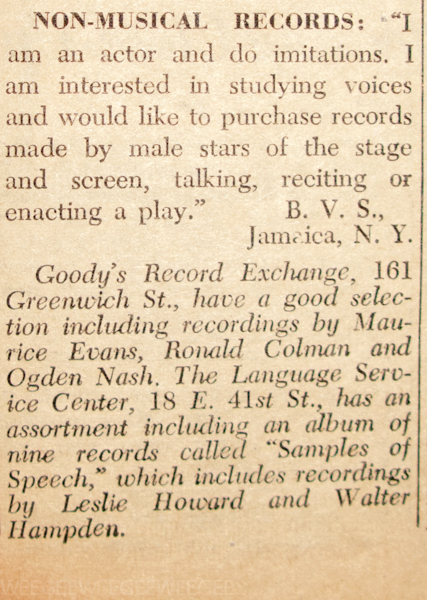 NON-MUSICAL RECORDS: "I
am an actor and do imitations. I
am interested in studying voices
and would like to purchase records
made by male stars of the stage
and screen, talking, reciting or
enacting a play." B. V. S.,
Jamaica, N. Y.
Goody's Record Exchange, 161
Greenwich St., have a good selec-
tion including recordings by Mau-
rice Evans, Ronald Colman and
Ogden Nash. The Language Serv-
ice Center, 18 E. 41st St., has an
assortment including an album of
nine records called "Samples of
Speech," which includes recordings
by Leslie Howard and Walter
Hampden.